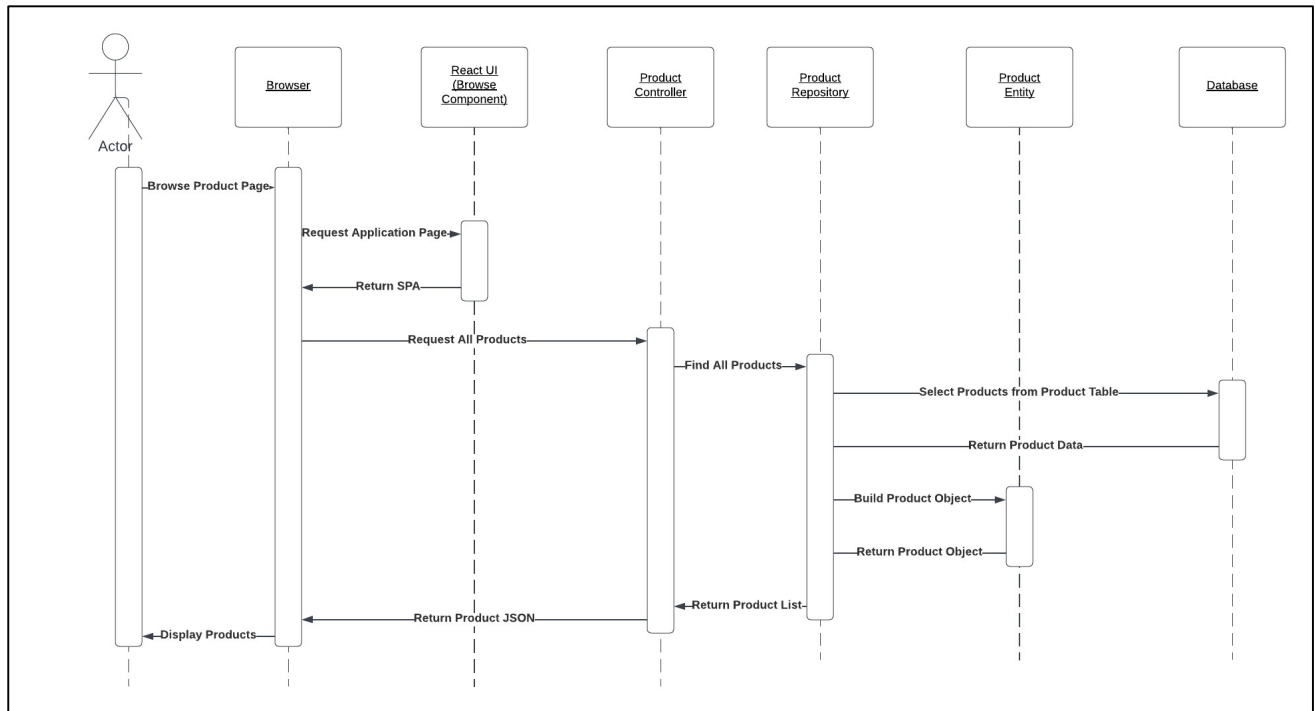 Browser
React UI
(Browse
Component)
Product
Controller
Product
Repository
Product
Entity
Database
Actor
Browse Product Page
Request Application Page
Return SPA
Request All Products
Find All Products
Select Products from Product Table
Return Product Data
Build Product Object
Return Product Object
Return Product List
Return Product JSON
Display Products